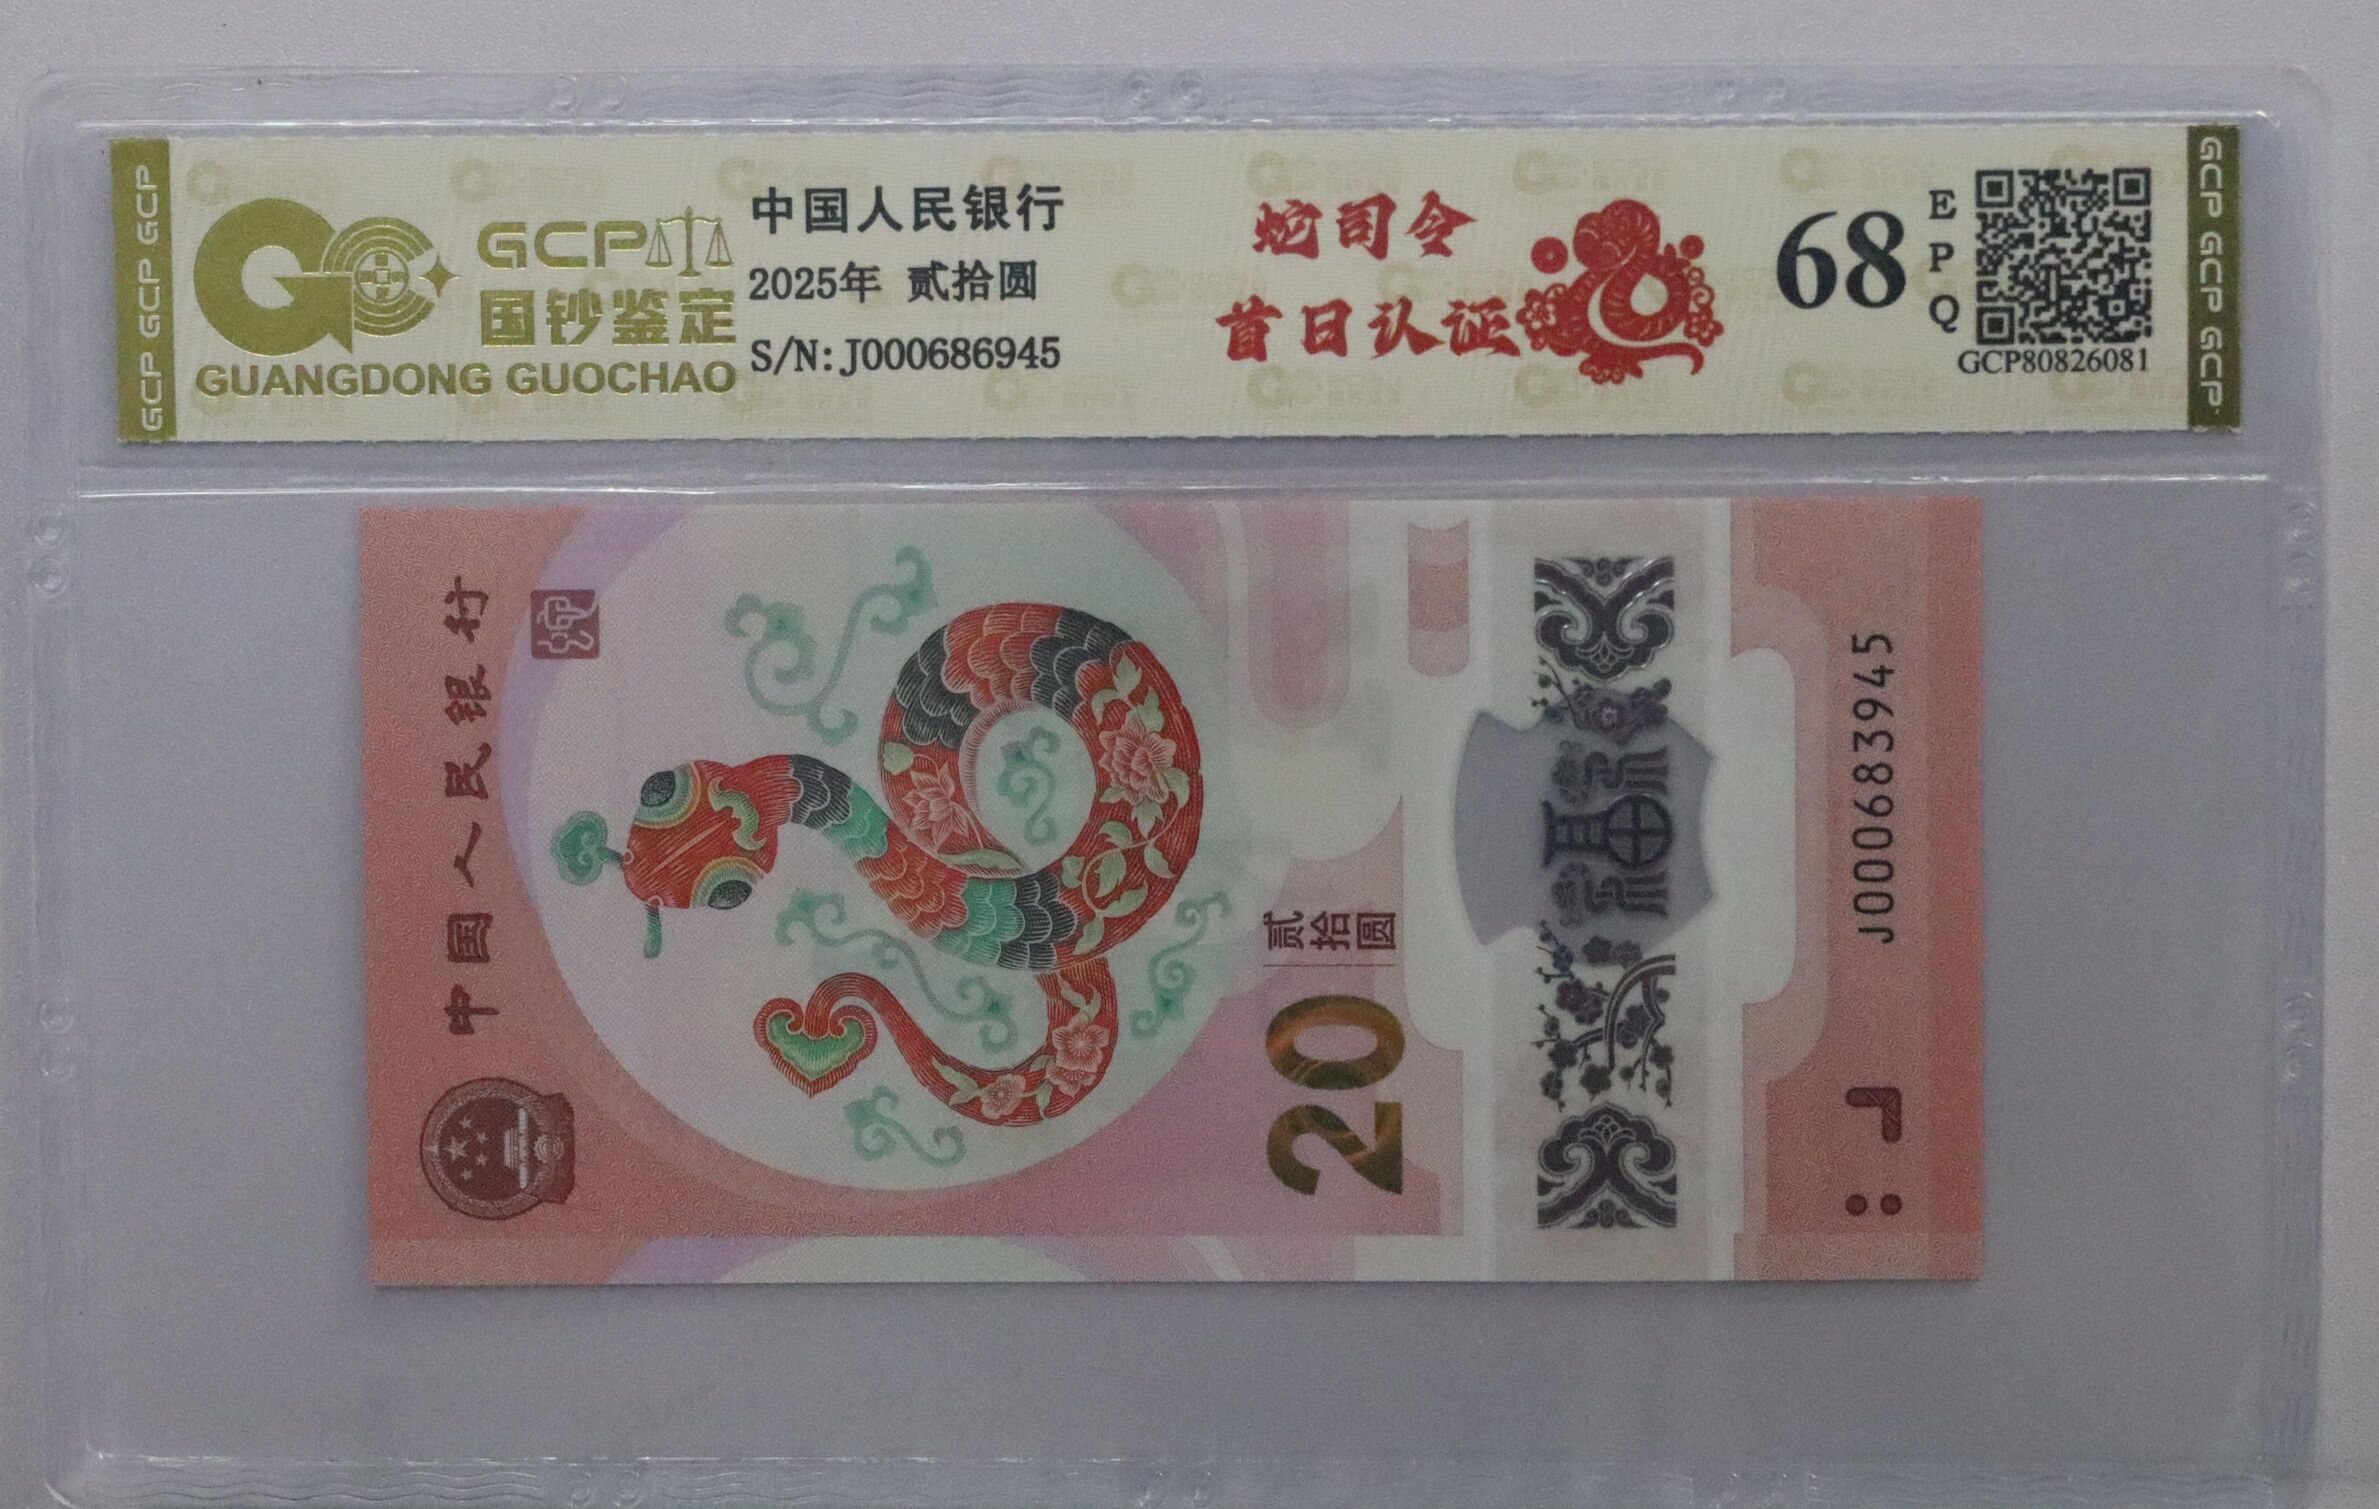 GCP GCP GCP
GCP
国钞鉴定
GUANGDONG GUOCHAO
中国人民银行
2025年 贰拾圆
S/N:J000686945
蛇司令
首日认证
68
EPQ
GCP80826081
GCP GCP GCP
中国人民银行
20
贰拾圆
福
J000683945